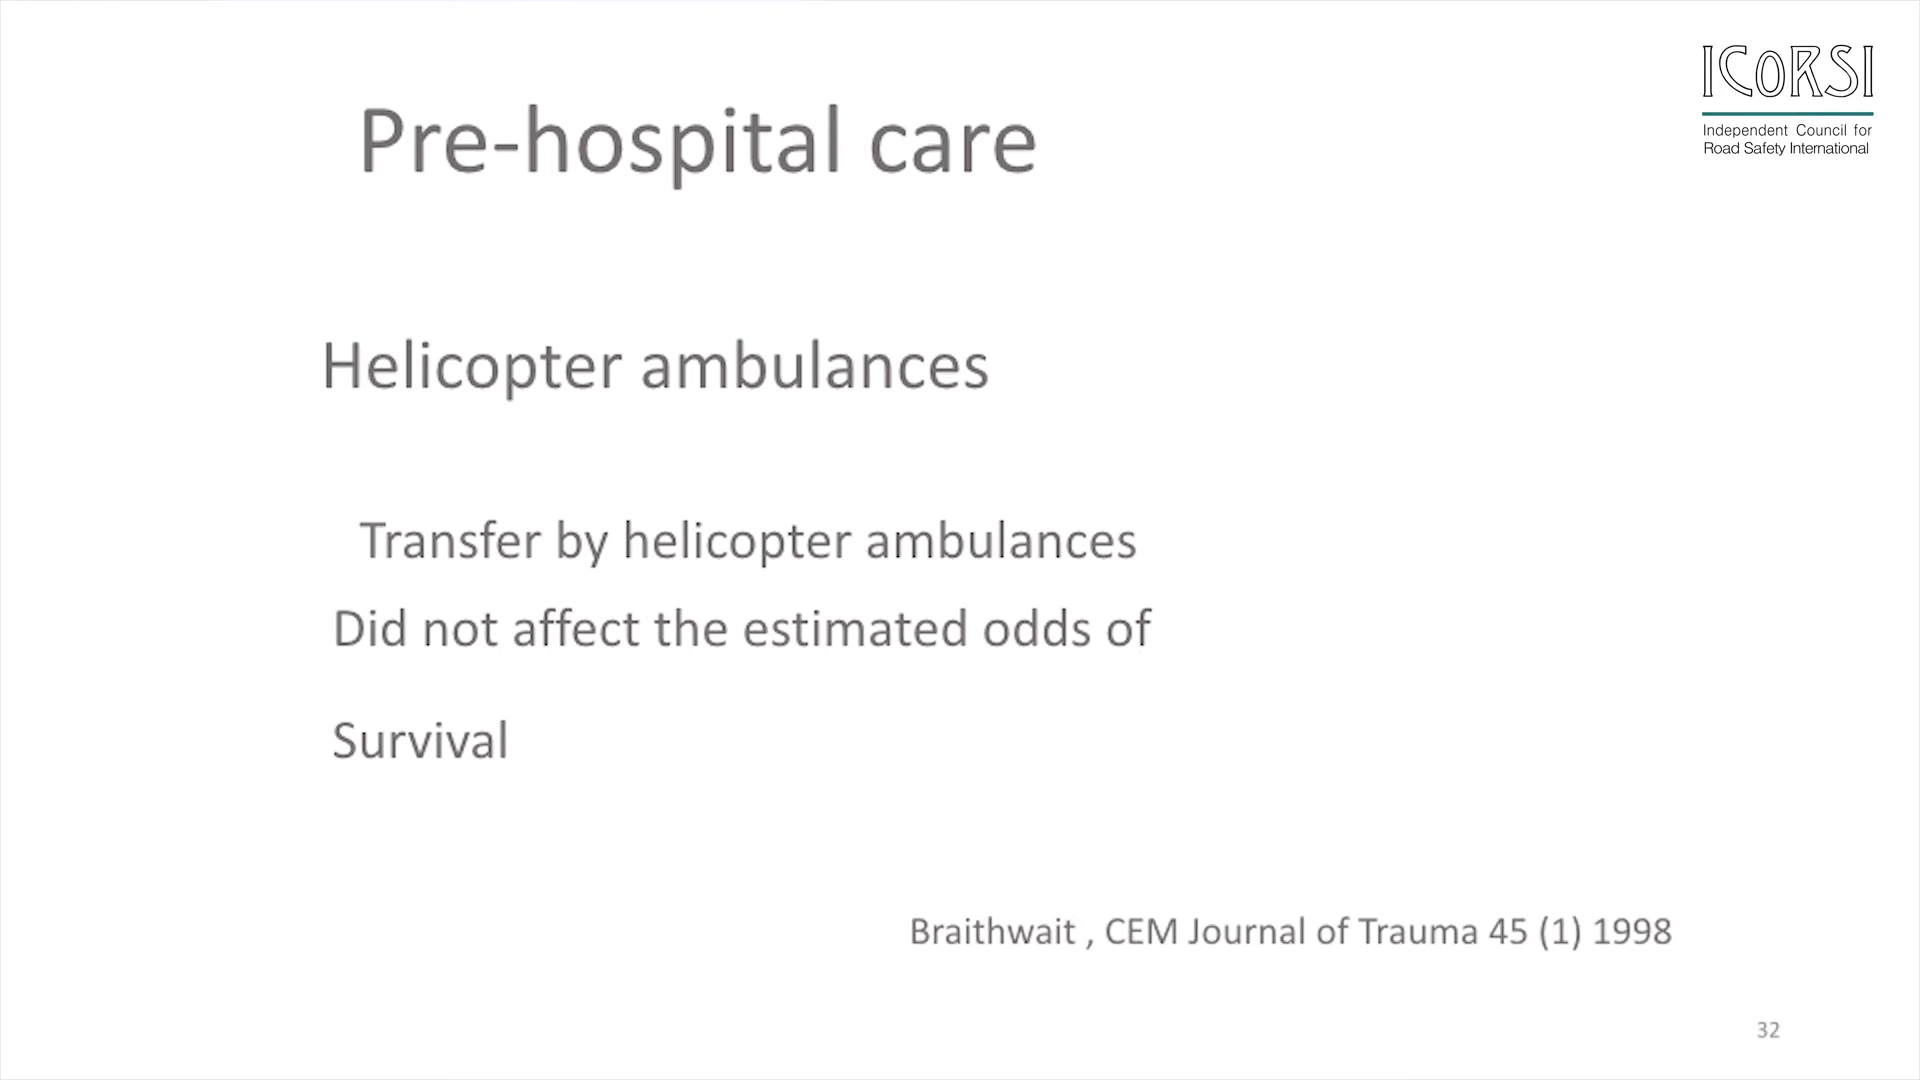 ICoRSI
Independent Council for
Road Safety International
Pre-hospital care
Helicopter ambulances
Transfer by helicopter ambulances
Did not affect the estimated odds of
Survival
Braithwait , CEM Journal of Trauma 45 (1) 1998
32